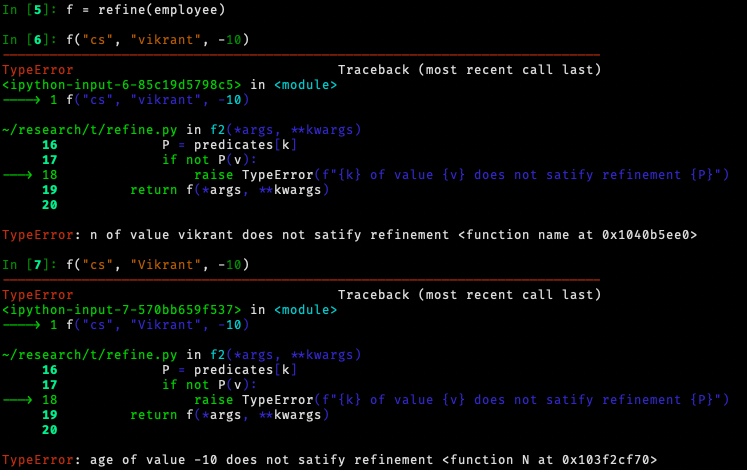 In [5]: f = refine(employee)
In [6]: f("cs", "vikrant", -10)
TypeError                                 Traceback (most recent call last)
<ipython-input-6-85c19d5798c5> in <module>
----> 1 f("cs", "vikrant", -10)
~/research/t/refine.py in f2(*args, **kwargs)
     16             P = predicates[k]
     17             if not P(v):
---> 18                 raise TypeError(f"{k} of value {v} does not satify refinement {P}")
     19         return f(*args, **kwargs)
     20
TypeError: n of value vikrant does not satify refinement <function name at 0x1040b5ee0>
In [7]: f("cs", "Vikrant", -10)
TypeError                                 Traceback (most recent call last)
<ipython-input-7-570bb659f537> in <module>
----> 1 f("cs", "Vikrant", -10)
~/research/t/refine.py in f2(*args, **kwargs)
     16             P = predicates[k]
     17             if not P(v):
---> 18                 raise TypeError(f"{k} of value {v} does not satify refinement {P}")
     19         return f(*args, **kwargs)
     20
TypeError: age of value -10 does not satify refinement <function N at 0x103f2cf70>